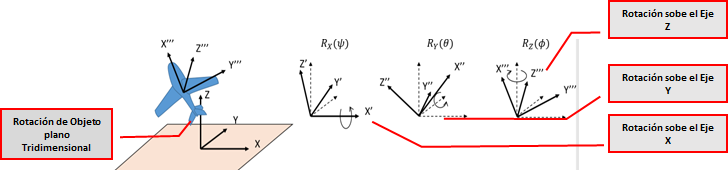 Rotación de Objeto
plano
Tridimensional
X'''
Z'''
Y'''
Z
Y
X
R_X(ψ)
Z'
Y'
X'
R_Y(θ)
Z''
Y''
X''
R_Z(ϕ)
X'''
Z'''
Y'''
Rotación sobe el Eje
Z
Rotación sobe el Eje
Y
Rotación sobe el Eje
X